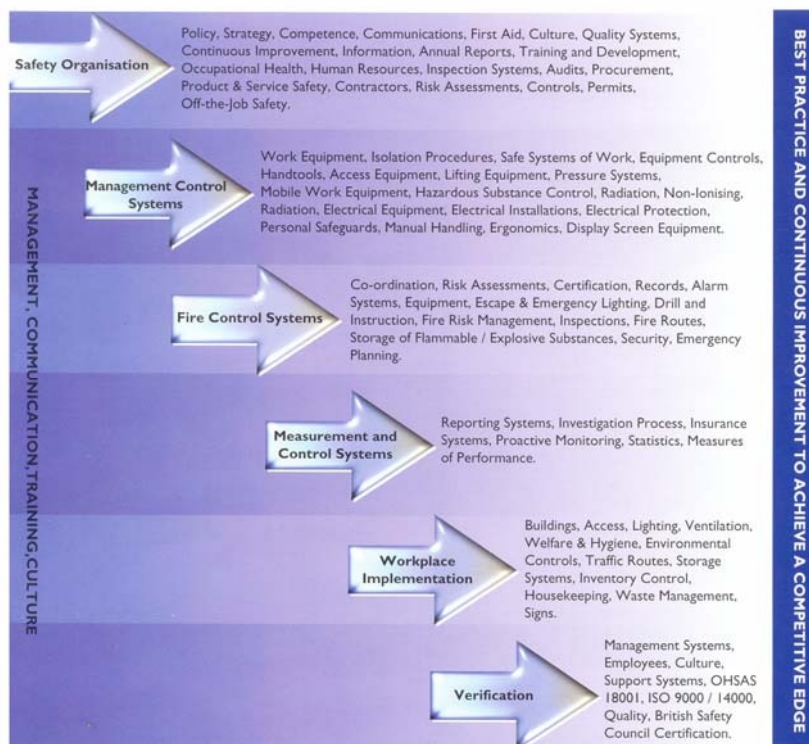 Safety Organisation
Policy, Strategy, Competence, Communications, First Aid, Culture, Quality Systems,
Continuous Improvement, Information, Annual Reports, Training and Development,
Occupational Health, Human Resources, Inspection Systems, Audits, Procurement,
Product & Service Safety, Contractors, Risk Assessments, Controls, Permits,
Off-the-Job Safety.
Management Control
Systems
Work Equipment, Isolation Procedures, Safe Systems of Work, Equipment Controls,
Handtools, Access Equipment, Lifting Equipment, Pressure Systems,
Mobile Work Equipment, Hazardous Substance Control, Radiation, Non-Ionising,
Radiation, Electrical Equipment, Electrical Installations, Electrical Protection,
Personal Safeguards, Manual Handling, Ergonomics, Display Screen Equipment.
Fire Control Systems
Co-ordination, Risk Assessments, Certification, Records, Alarm
Systems, Equipment, Escape & Emergency Lighting, Drill and
Instruction, Fire Risk Management, Inspections, Fire Routes,
Storage of Flammable / Explosive Substances, Security, Emergency
Planning.
Measurement and
Control Systems
Reporting Systems, Investigation Process, Insurance
Systems, Proactive Monitoring, Statistics, Measures
of Performance.
Workplace
Implementation
Buildings, Access, Lighting, Ventilation,
Welfare & Hygiene, Environmental
Controls, Traffic Routes, Storage
Systems, Inventory Control,
Housekeeping, Waste Management,
Signs.
Verification
Management Systems,
Employees, Culture,
Support Systems, OHSAS
18001, ISO 9000 / 14000,
Quality, British Safety
Council Certification.
MANAGEMENT, COMMUNICATION,TRAINING,CULTURE
BEST PRACTICE AND CONTINUOUS IMPROVEMENT TO ACHIEVE A COMPETITIVE EDGE